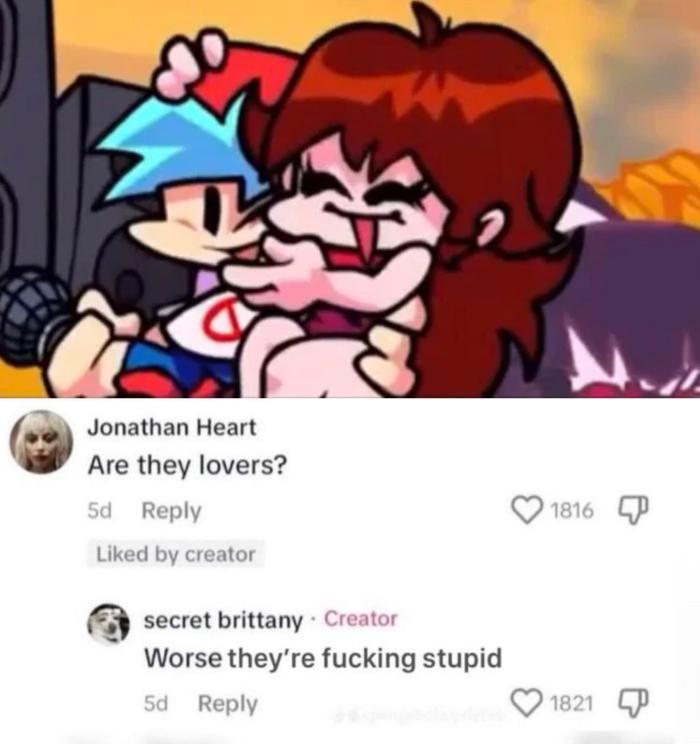 Jonathan Heart
Are they lovers?
5d Reply
1816
Liked by creator
secret brittany · Creator
Worse they're fucking stupid
5d Reply
1821